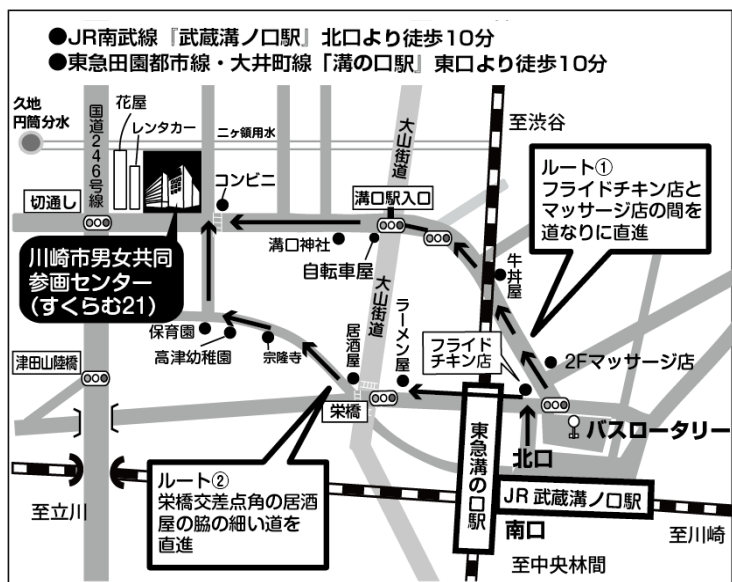 ●JR南武線『武蔵溝ノ口駅』北口より徒歩10分
●東急田園都市線・大井町線「溝の口駅」東口より徒歩10分
久地
円筒分水
国道246号線
花屋
レンタカー
二ヶ領用水
大山街道
至渋谷
ルート①
フライドチキン店と
マッサージ店の間を
道なりに直進
切通し
コンビニ
溝口駅入口
川崎市男女共同
参画センター
(すくらむ21)
溝口神社
自転車屋
牛丼屋
大山街道
保育園
高津幼稚園
宗隆寺
居酒屋
ラーメン屋
フライド
チキン店
2Fマッサージ店
津田山陸橋
栄橋
バスロータリー
北口
東急溝の口駅
ルート②
栄橋交差点角の居酒
屋の脇の細い道を
直進
JR 武蔵溝ノ口駅
南口
至立川
至川崎
至中央林間